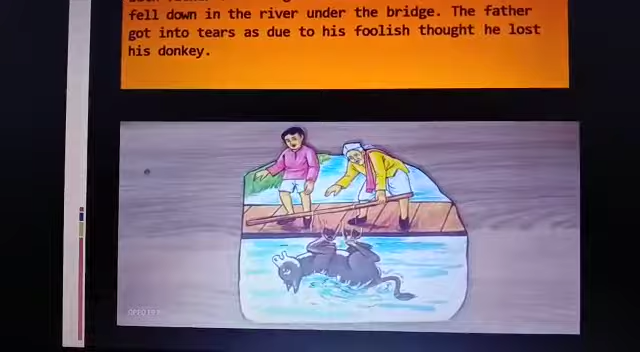 fell down in the river under the bridge. The father
got into tears as due to his foolish thought he lost
his donkey.